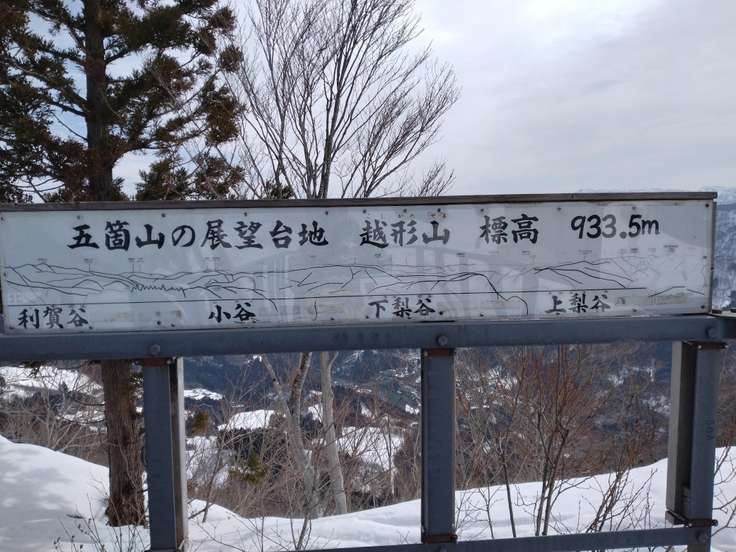 五箇山の展望台地 越形山 標高 933.5m
利賀谷 小谷 下梨谷 上梨谷